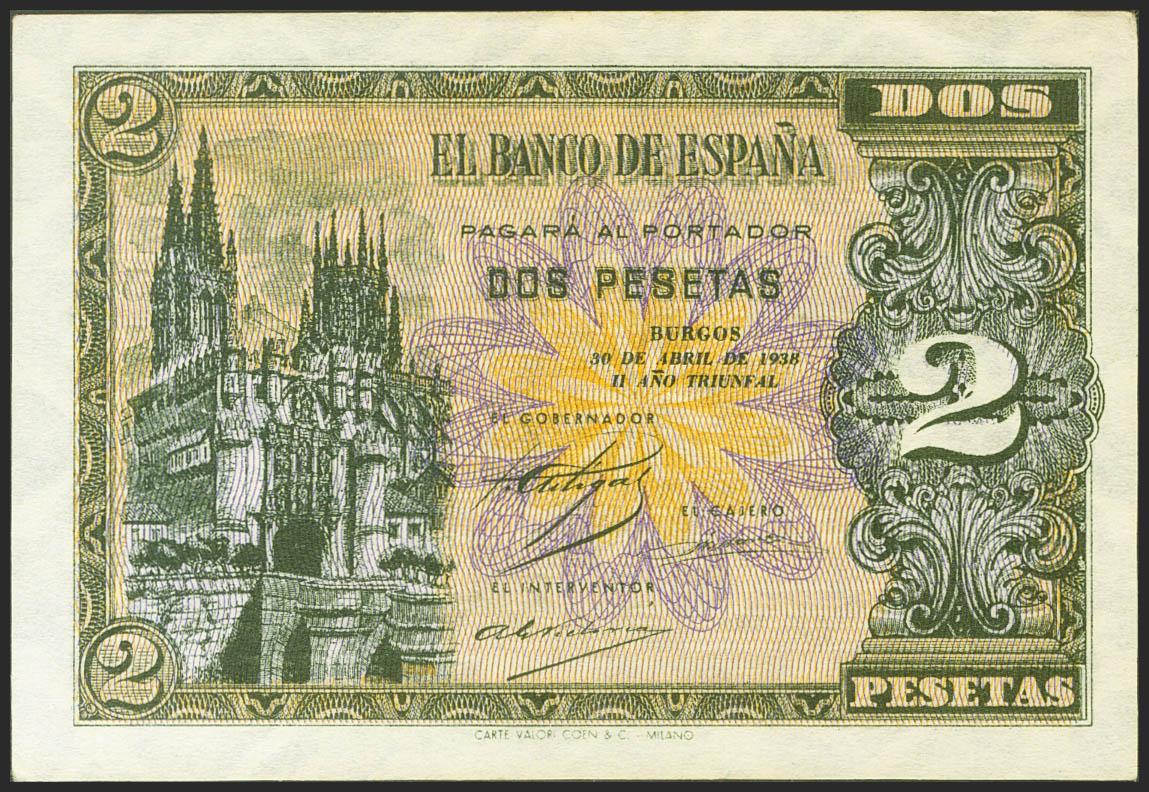 2
DOS
EL BANCO DE ESPAÑA
PAGARÁ AL PORTADOR
DOS PESETAS
BURGOS
30 DE ABRIL DE 1938
II AÑO TRIUNFAL
2
EL GOBERNADOR
EL CAJERO
EL INTERVENTOR
2
PESETAS
CARTE VALORI COEN & C. - MILANO